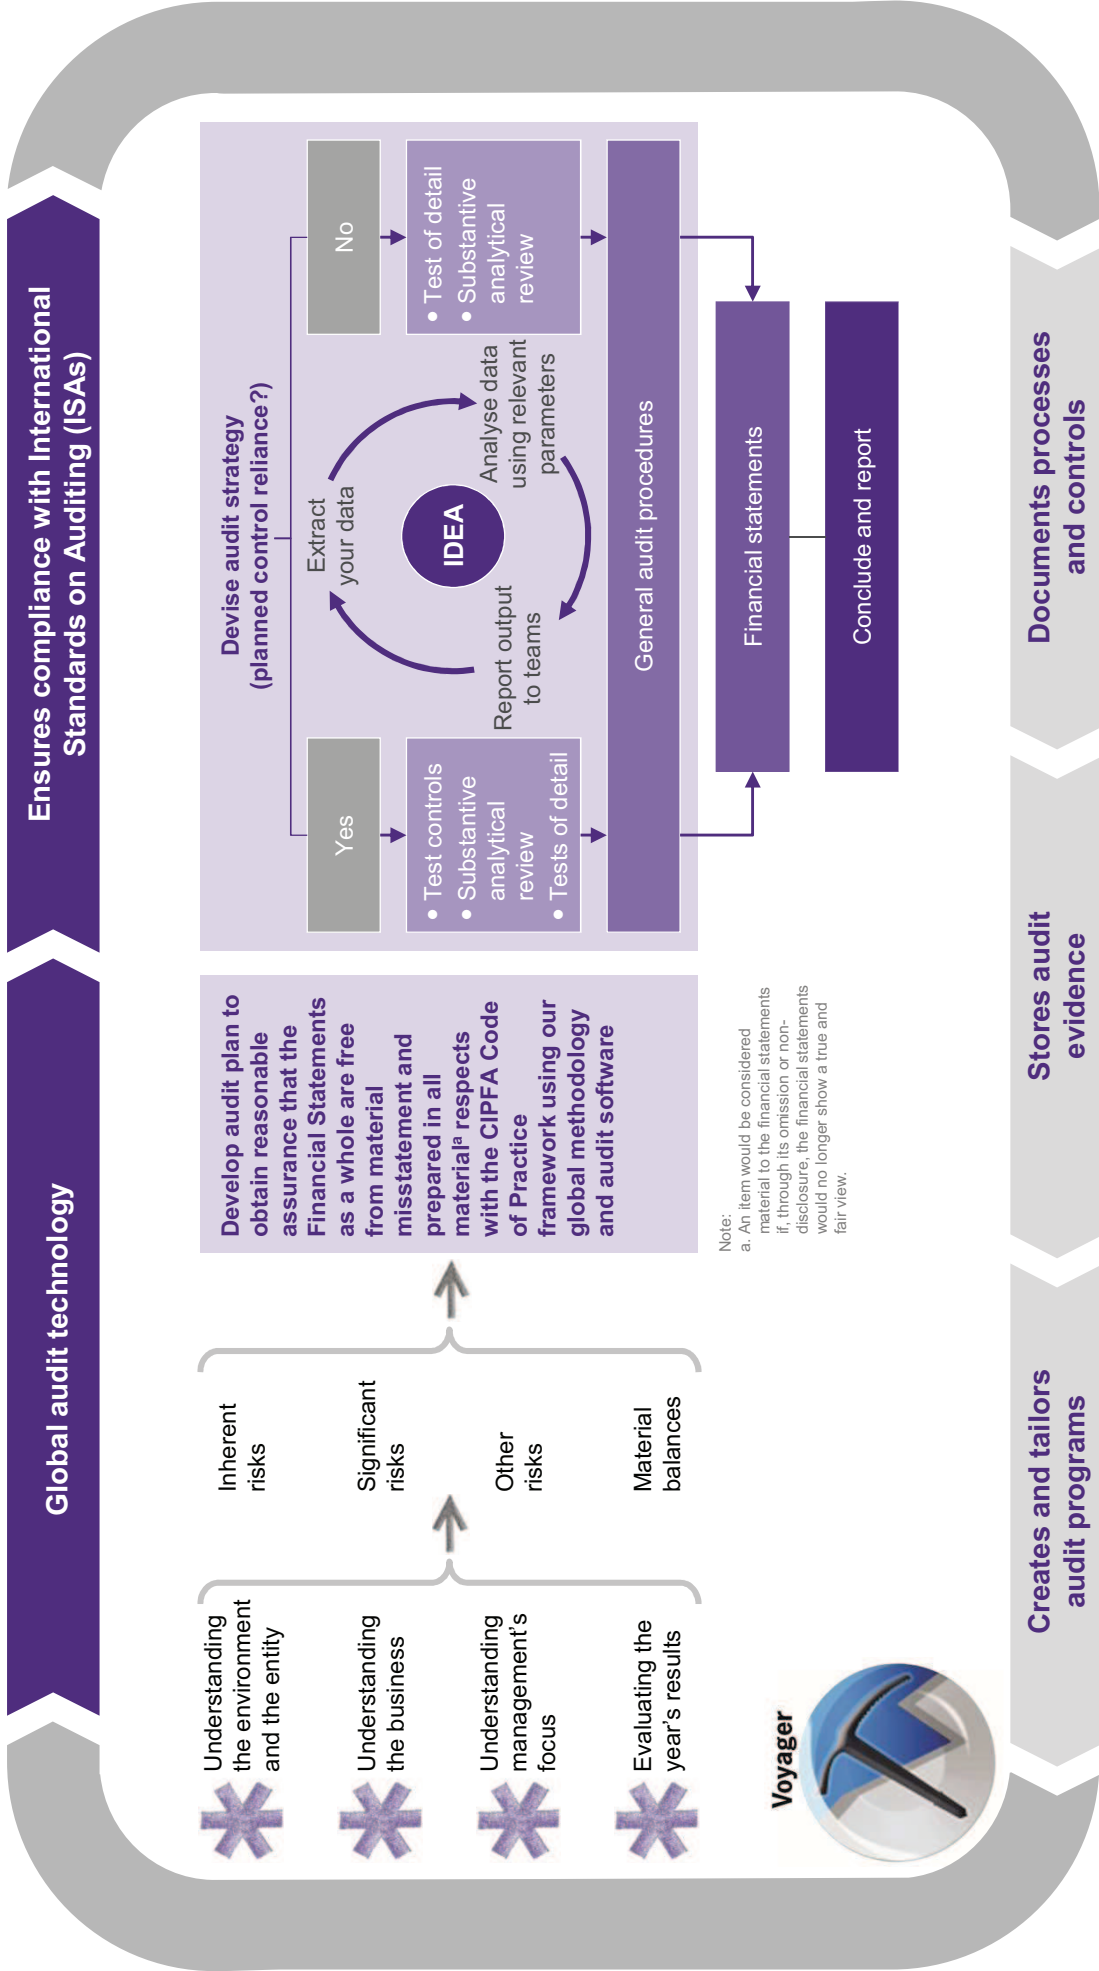 Global audit technology
Ensures compliance with International
Standards on Auditing (ISAs)
Understanding
the environment
and the entity
Understanding
the business
Understanding
management’s
focus
Evaluating the
year’s results
Inherent
risks
Significant
risks
Other
risks
Material
balances
Develop audit plan to
obtain reasonable
assurance that the
Financial Statements
as a whole are free
from material
misstatement and
prepared in all
materialª respects
with the CIPFA Code
of Practice
framework using our
global methodology
and audit software
Note:
a. An item would be considered
material to the financial statements
if, through its omission or non-
disclosure, the financial statements
would no longer show a true and
fair view.
Devise audit strategy
(planned control reliance?)
Yes
No
• Test controls
• Substantive
analytical
review
• Tests of detail
Extract
your data
IDEA
Analyse data
using relevant
parameters
Report output
to teams
• Test of detail
• Substantive
analytical
review
General audit procedures
Financial statements
Conclude and report
Voyager
Creates and tailors
audit programs
Stores audit
evidence
Documents processes
and controls